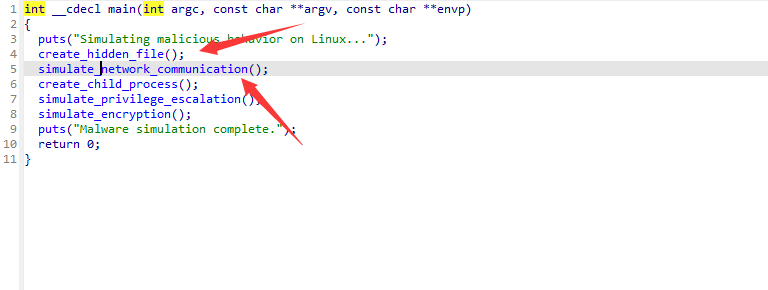 1 int __cdecl main(int argc, const char **argv, const char **envp)
2 {
3 puts("Simulating malicious behavior on Linux...");
4 create_hidden_file();
5 simulate_network_communication();
6 create_child_process();
7 simulate_privilege_escalation();
8 simulate_encryption();
9 puts("Malware simulation complete.");
10 return 0;
11 }